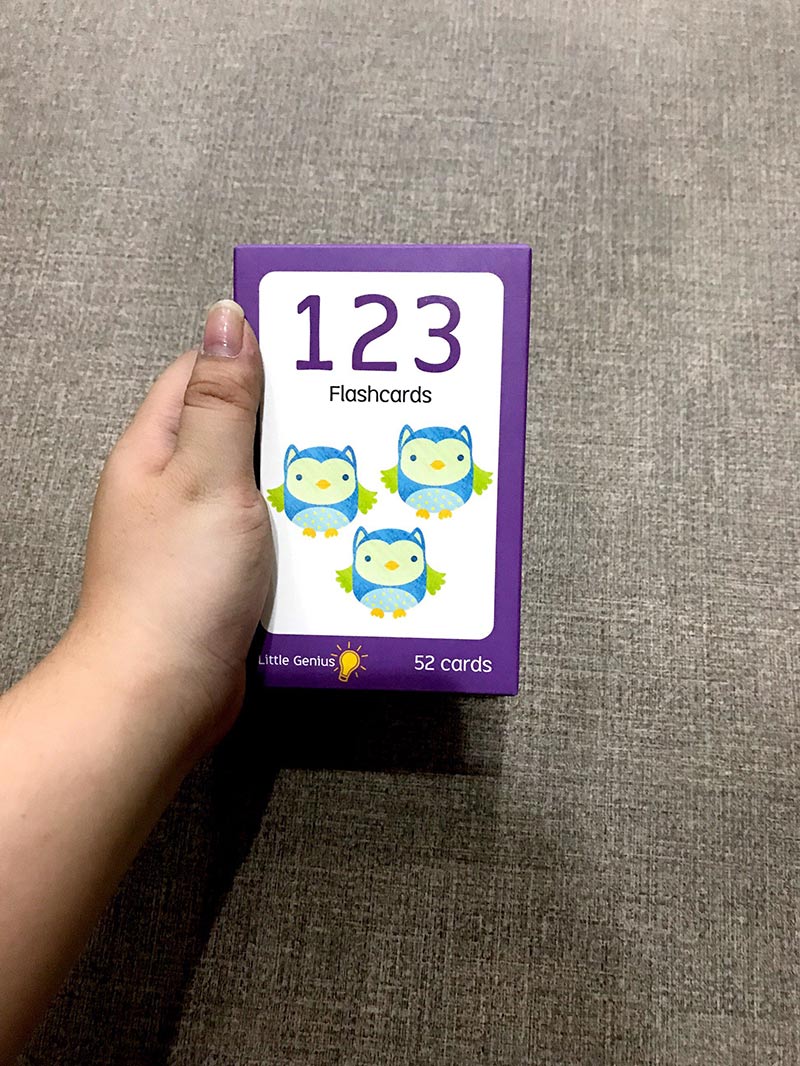 123
Flashcards
Little Genius
52 cards